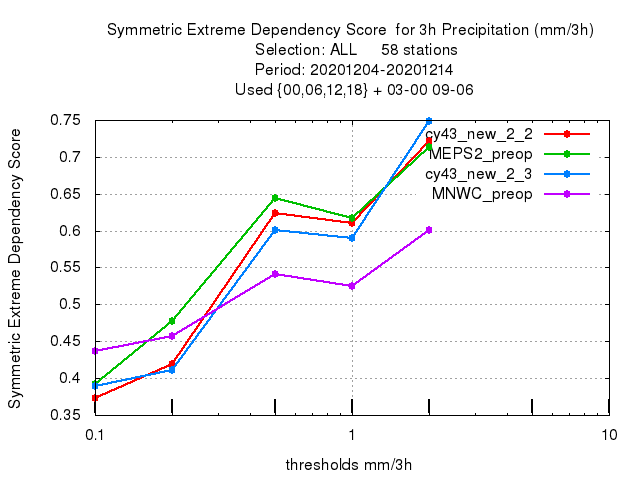 Symmetric Extreme Dependency Score  for 3h Precipitation (mm/3h)
Selection: ALL     58 stations
Period: 20201204-20201214
Used {00,06,12,18} + 03-00 09-06
Symmetric Extreme Dependency Score
0.75
0.7
0.65
0.6
0.55
0.5
0.45
0.4
0.35
cy43_new_2_2
MEPS2_preop
cy43_new_2_3
MNWC_preop
0.1
1
10
thresholds mm/3h